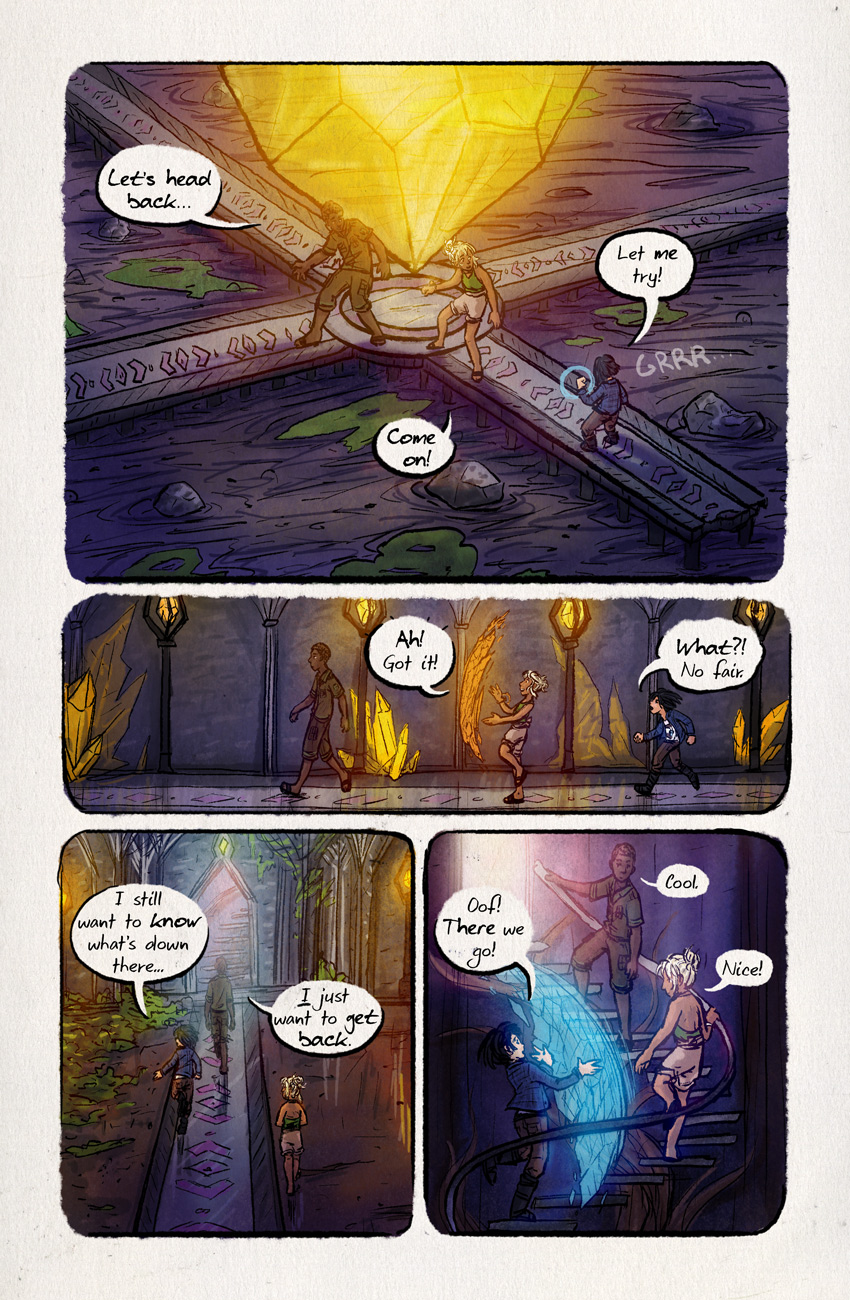 Let's head
back...
Let me
try!
GRRR....
Come
on!
Ah!
Got it!
What?!
No fair.
I still
want to know
what's down
there...
I just
want to get
back.
Oof!
There we
go!
Cool.
Nice!